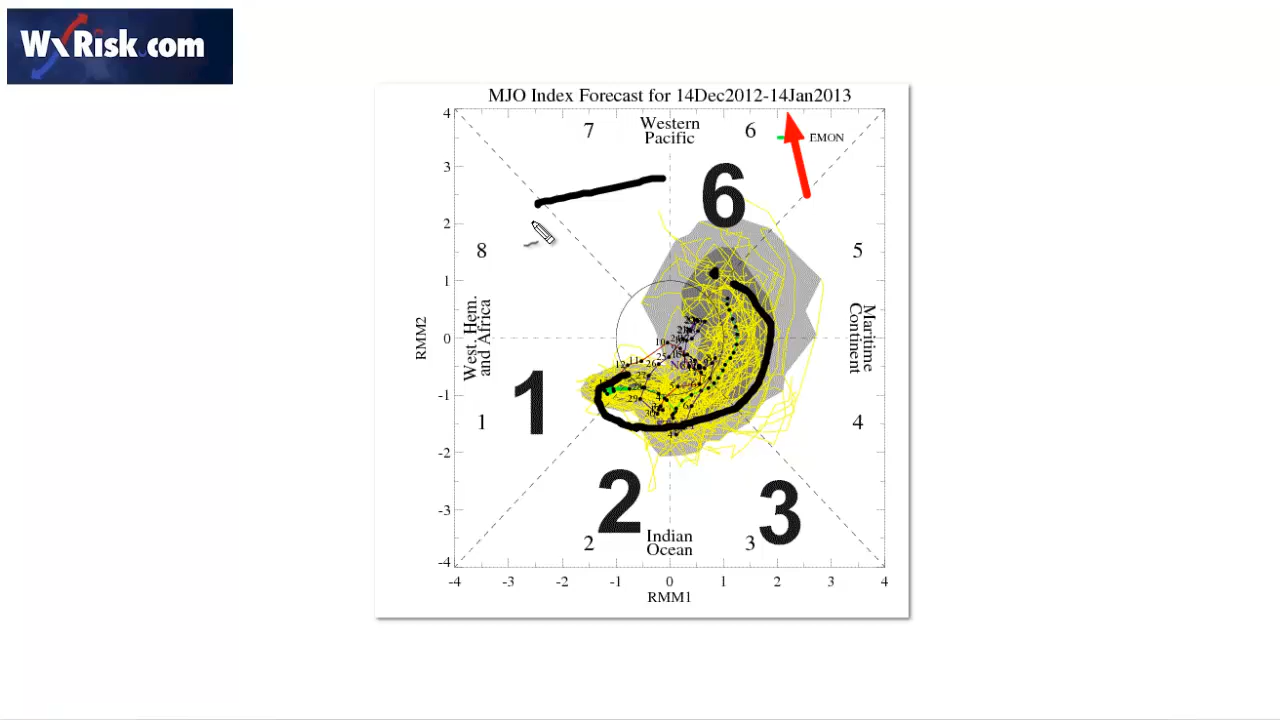 WxRisk.com
MJO Index Forecast for 14Dec2012-14Jan2013
4
7
Western
Pacific
6
EMON
3
6
2
8
5
1
West. Hem.
and Africa
RMM2
0
Maritime
Continent
-1
1
1
4
-2
2
3
-3
2
Indian
Ocean
3
-4
-4
-3
-2
-1
0
1
2
3
4
RMM1